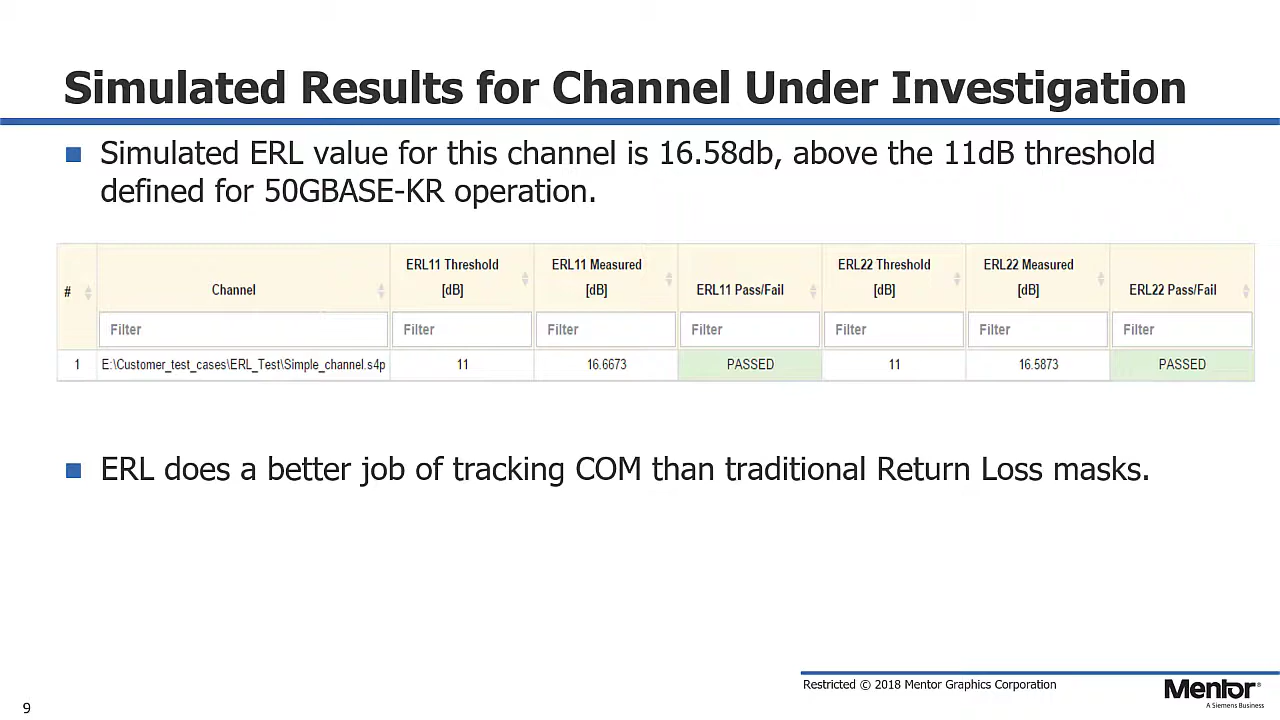 Simulated Results for Channel Under Investigation
Simulated ERL value for this channel is 16.58db, above the 11dB threshold
defined for 50GBASE-KR operation.
# Channel ERL11 Threshold [dB] ERL11 Measured [dB] ERL11 Pass/Fail ERL22 Threshold [dB] ERL22 Measured [dB] ERL22 Pass/Fail
Filter Filter Filter Filter Filter Filter Filter
1 E:\Customer_test_cases\ERL_Test\Simple_channel.s4p 11 16.6673 PASSED 11 16.5873 PASSED
ERL does a better job of tracking COM than traditional Return Loss masks.
Restricted © 2018 Mentor Graphics Corporation
Mentor®
A Siemens Business
9